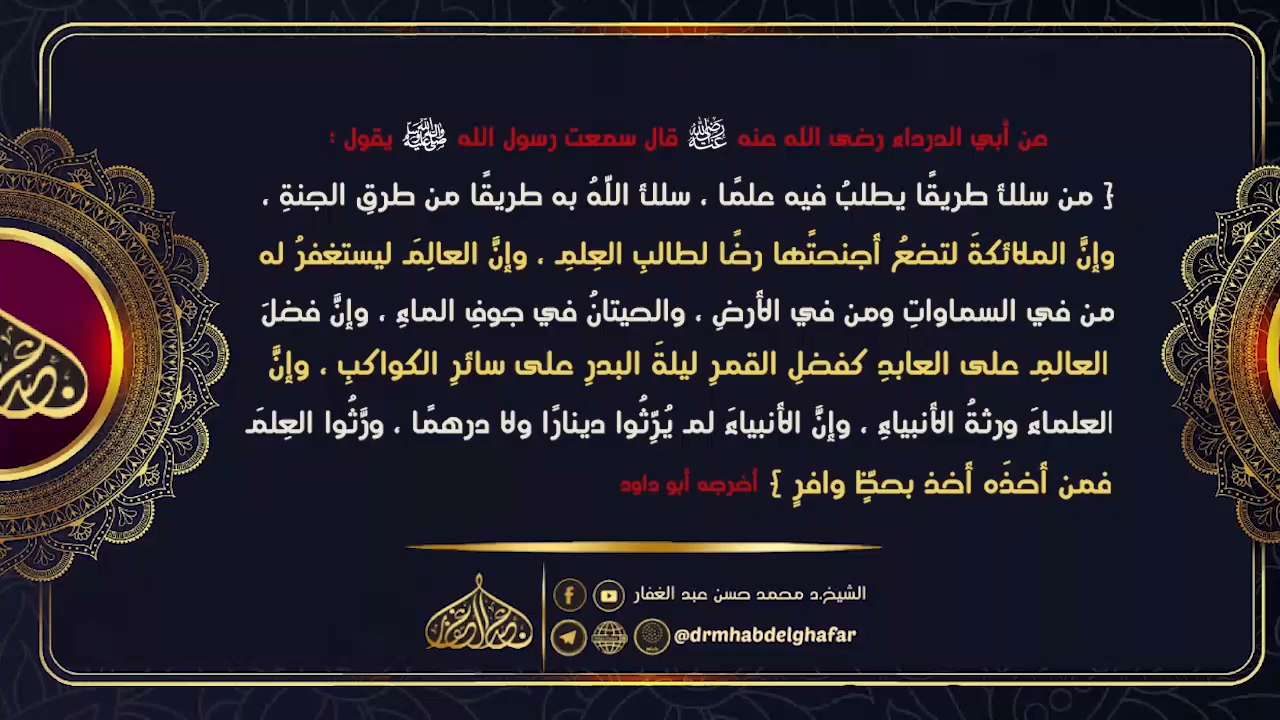 عن أبي الدرداء رضى الله عنه ﵁ قال سمعت رسول الله ﷺ يقول :
{ من سلك طريقًا يطلبُ فيه علمًا ، سلك اللّهُ به طريقًا من طرقِ الجنةِ ،
وإنَّ الملائكةَ لتضعُ أجنحتَها رضًا لطالبِ العِلمِ ، وإنَّ العالِمَ ليستغفرُ له
من في السماواتِ ومن في الأرضِ ، والحيتانُ في جوفِ الماءِ ، وإنَّ فضلَ
العالمِ على العابدِ كفضلِ القمرِ ليلةَ البدرِ على سائرِ الكواكبِ ، وإنَّ
العلماءَ ورثةُ الأنبياءِ ، وإنَّ الأنبياءَ لم يُرِّثُوا دينارًا ولا درهمًا ، ورَّثُوا العِلمَ
فمن أخذَه أخذ بحظٍّ وافرٍ } أخرجه أبو داود
الشيخ.د محمد حسن عبد الغفار
@drmhabdelghafar